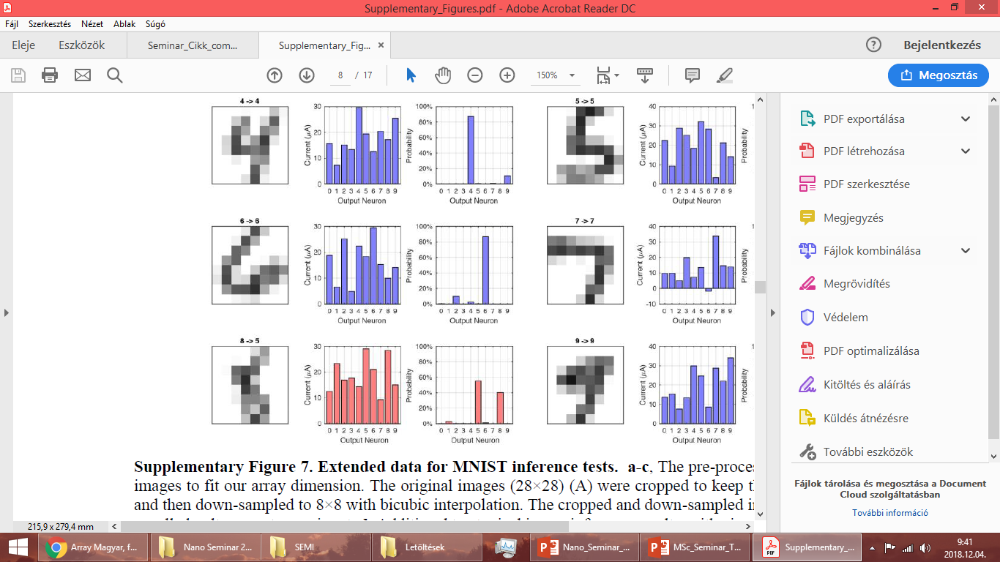 Supplementary_Figures.pdf - Adobe Acrobat Reader DC
Fájl Szerkesztés Nézet Ablak Súgó
Eleje Eszközök Seminar_Cikk_com... Supplementary_Fig... × Bejelentkezés
8 / 17 150% Megosztás
4 -> 4 5 -> 5
30 20 10 0
Current (μA)
0 1 2 3 4 5 6 7 8 9
Output Neuron
100% 80% 60% 40% 20% 0%
Probability
0 1 2 3 4 5 6 7 8 9
Output Neuron
40 30 20 10 0
Current (μA)
0 1 2 3 4 5 6 7 8 9
Output Neuron
Probability
6 -> 6 7 -> 7
30 20 10 0
Current (μA)
0 1 2 3 4 5 6 7 8 9
Output Neuron
100% 80% 60% 40% 20% 0%
Probability
0 1 2 3 4 5 6 7 8 9
Output Neuron
40 30 20 10 0 -10
Current (μA)
0 1 2 3 4 5 6 7 8 9
Output Neuron
Probability
8 -> 5 9 -> 9
30 20 10 0
Current (μA)
0 1 2 3 4 5 6 7 8 9
Output Neuron
100% 80% 60% 40% 20% 0%
Probability
0 1 2 3 4 5 6 7 8 9
Output Neuron
40 30 20 10 0
Current (μA)
0 1 2 3 4 5 6 7 8 9
Output Neuron
Probability
Supplementary Figure 7. Extended data for MNIST inference tests. a-c, The pre-proces
images to fit our array dimension. The original images (28×28) (A) were cropped to keep
and then down-sampled to 8×8 with bicubic interpolation. The cropped and down-sampled
215,9 x 279,4 mm
PDF exportálása
PDF létrehozása
PDF szerkesztése
Megjegyzés
Fájlok kombinálása
Megrövidítés
Védelem
PDF optimalizálása
Kitöltés és aláírás
Küldés átnézésre
További eszközök
Fájlok tárolása és megosztása a Document
Cloud szolgáltatásban
További információ
Array Magyar, f... Nano Seminar 2... SEMI Letöltések Nano_Seminar_... MSc_Seminar_T... Supplementary_...
9:41
2018.12.04.